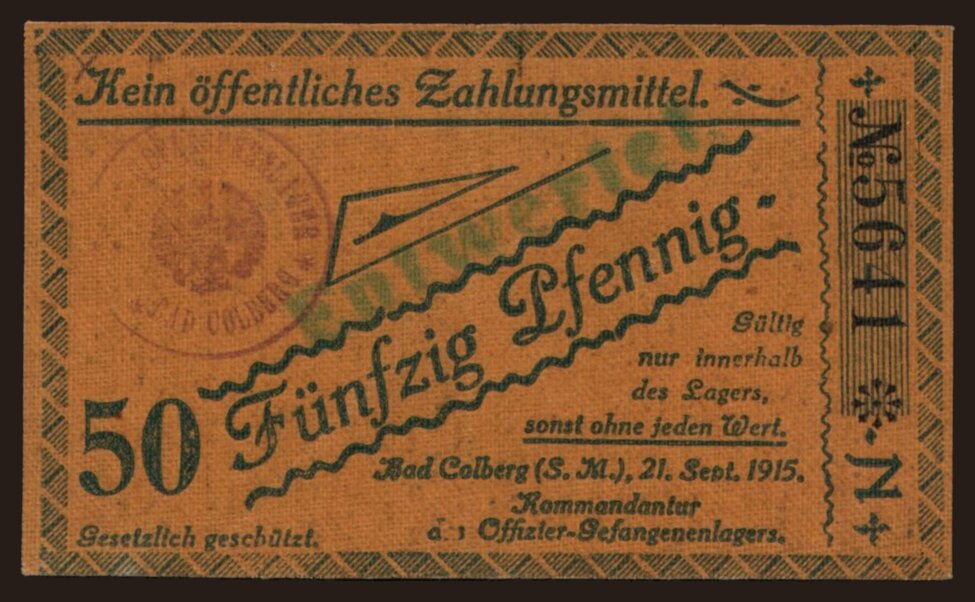 Kein öffentliches Zahlungsmittel.
Entwertet.
BAD COLBERG
50 Fünfzig Pfennig
Gültig
nur innerhalb
des Lagers,
sonst ohne jeden Wert.
Bad Colberg (S. M.), 21. Sept. 1915.
Kommandantur
Offizier-Gefangenenlagers.
Gesetzlich geschützt.
№ 5641
N